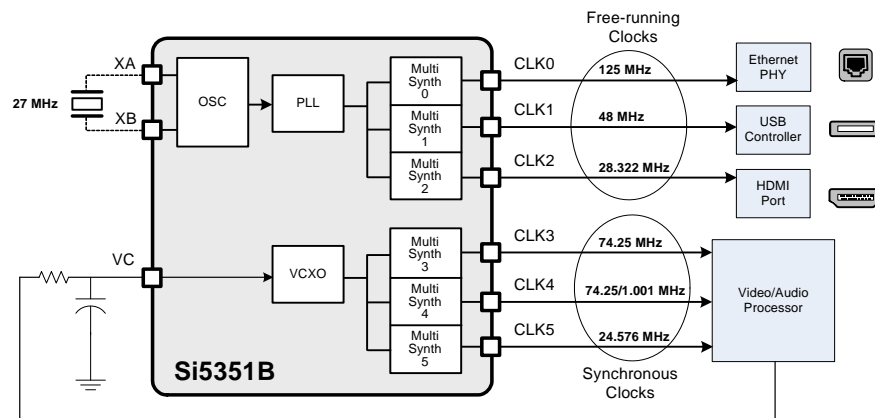 Free-running
Clocks
XA
27 MHz
XB
OSC
PLL
Multi
Synth
0
Multi
Synth
1
Multi
Synth
2
CLK0
125 MHz
CLK1
48 MHz
CLK2
28.322 MHz
Ethernet
PHY
USB
Controller
HDMI
Port
VC
VCXO
Multi
Synth
3
Multi
Synth
4
Multi
Synth
5
CLK3
74.25 MHz
CLK4
74.25/1.001 MHz
CLK5
24.576 MHz
Video/Audio
Processor
Si5351B
Synchronous
Clocks